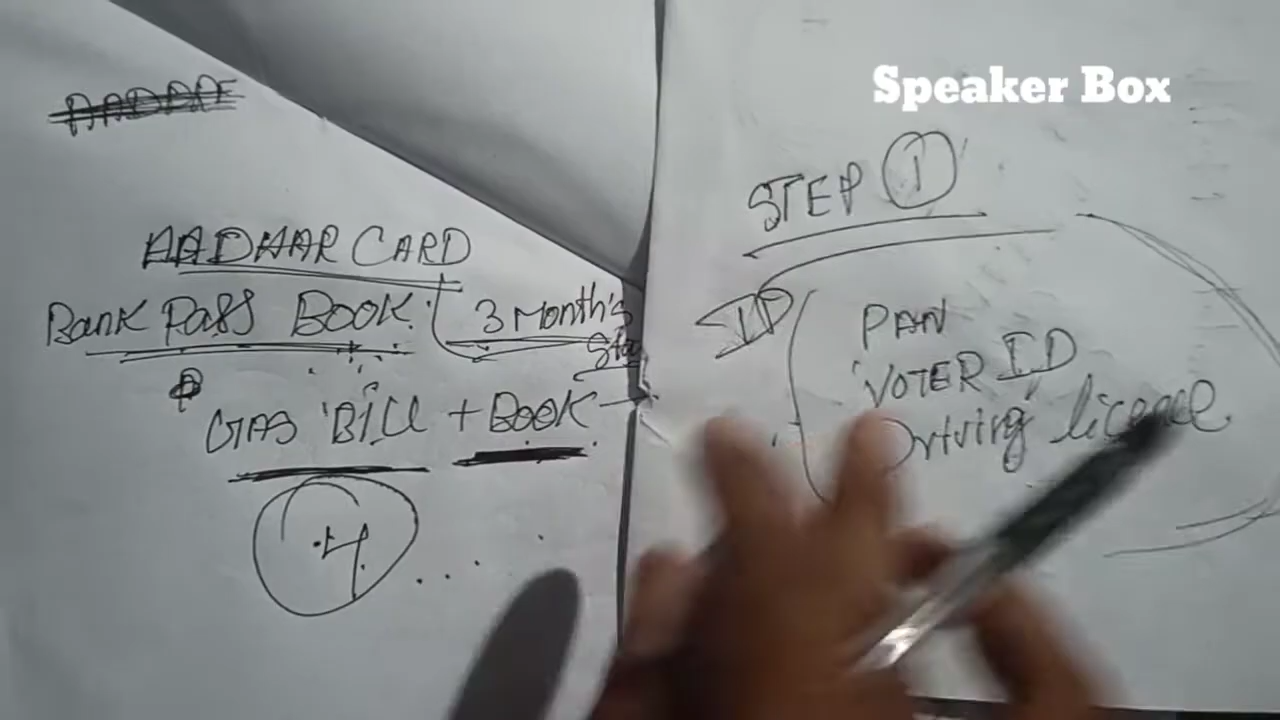 AADHAR CARD
Bank Pass BOOK. 3 Month's
GAS BILL + BOOK
4
Speaker Box
STEP 1
ID
PAN
VOTER ID
Driving licence